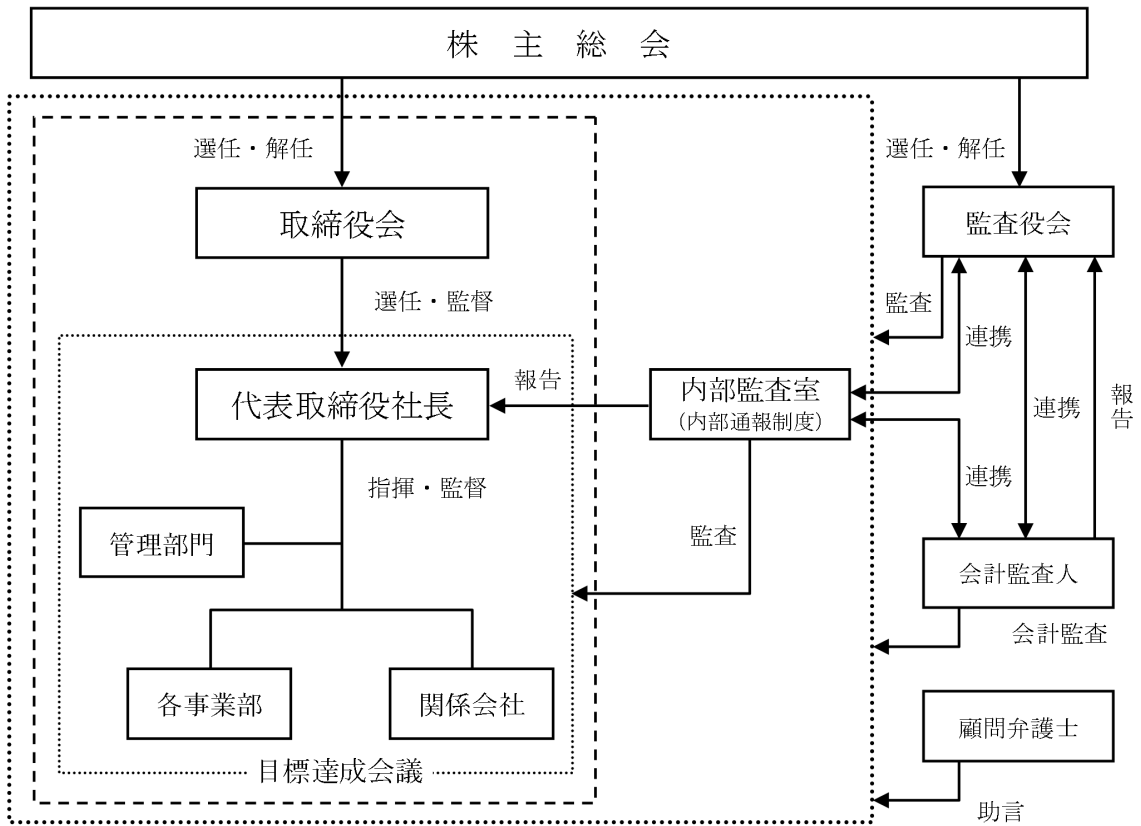 株主総会
選任・解任
選任・解任
取締役会
監査役会
選任・監督
監査
連携
代表取締役社長
報告
内部監査室
(内部通報制度)
連携
報告
指揮・監督
連携
監査
管理部門
会計監査人
会計監査
各事業部
関係会社
顧問弁護士
目標達成会議
助言